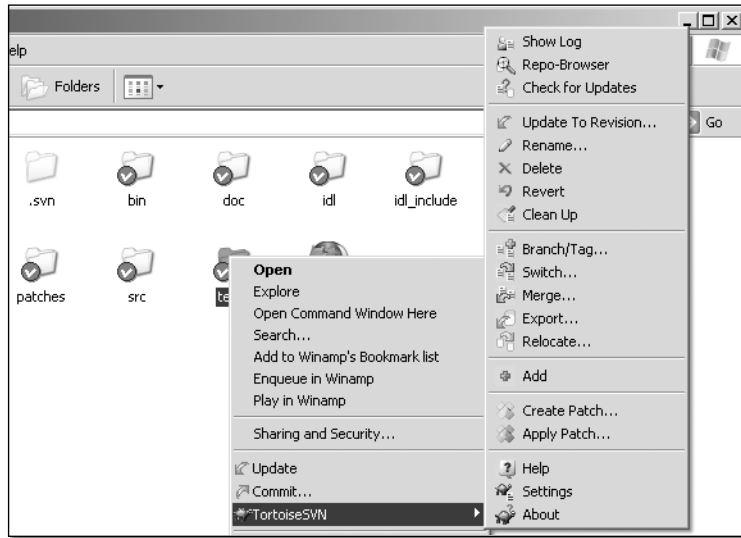 elp
Folders
Go
.svn
bin
doc
idl
idl_include
patches
src
te
Open
Explore
Open Command Window Here
Search...
Add to Winamp's Bookmark list
Enqueue in Winamp
Play in Winamp
Sharing and Security...
Update
Commit...
TortoiseSVN
Show Log
Repo-Browser
Check for Updates
Update To Revision...
Rename...
Delete
Revert
Clean Up
Branch/Tag...
Switch...
Merge...
Export...
Relocate...
Add
Create Patch...
Apply Patch...
Help
Settings
About